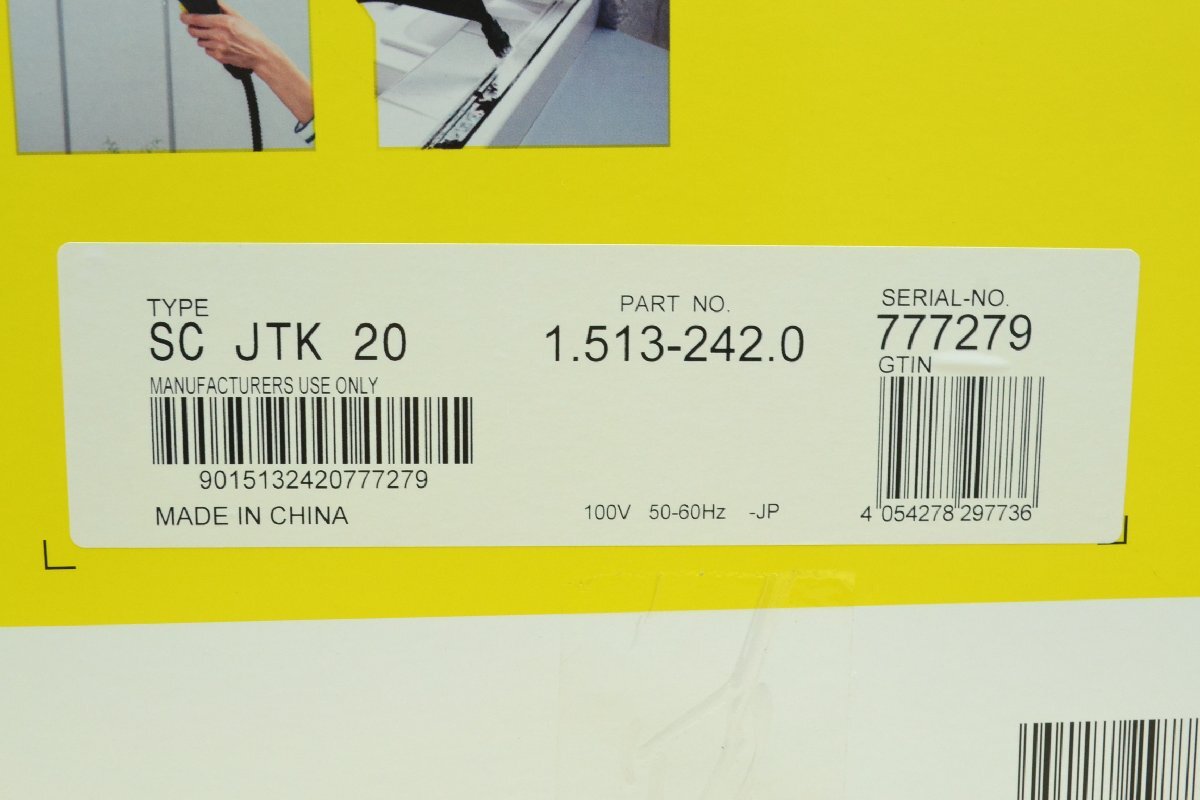 TYPE
SC JTK 20
MANUFACTURERS USE ONLY
9015132420777279
MADE IN CHINA
PART NO.
1.513-242.0
100V 50-60Hz -JP
SERIAL-NO.
777279
GTIN
4 054278 297736